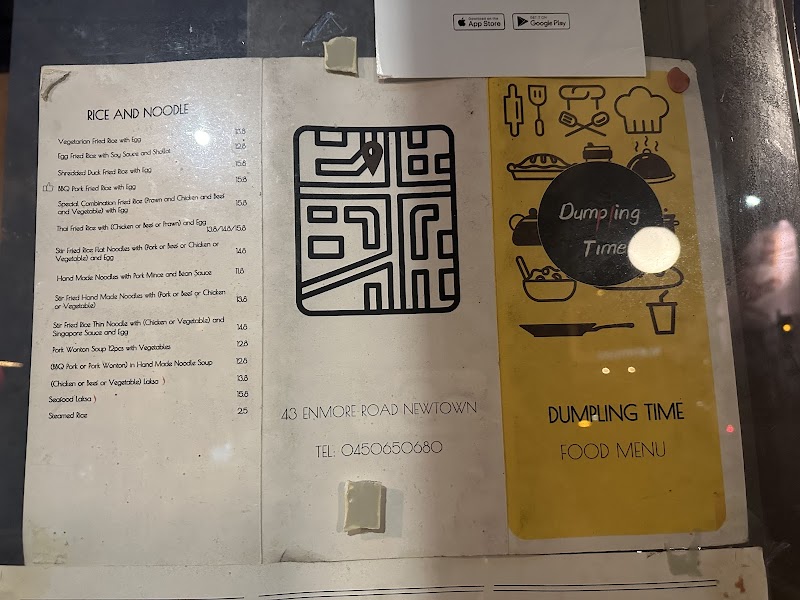 Download on the
App Store
GET IT ON
Google Play
RICE AND NOODLE
Vegetarian Fried Rice with Egg 13.8
Egg Fried Rice with Soy Sauce and Shallot 12.8
Shredded Duck Fried Rice with Egg 15.8
BBQ Pork Fried Rice with Egg 15.8
Special Combination Fried Rice (Prawn and Chicken and Beef
and Vegetable) with Egg 15.8
Thai Fried Rice with (Chicken or Beef or Prawn) and Egg
13.8/14.8/15.8
Stir Fried Rice Flat Noodles with (Pork or Beef or Chicken or
Vegetable) and Egg 14.8
Hand Made Noodles with Pork Mince and Bean Sauce 11.8
Stir Fried Hand Made Noodles with (Pork or Beef or Chicken
or Vegetable) 13.8
Stir Fried Rice Thin Noodle with (Chicken or Vegetable) and
Singapore Sauce and Egg 14.8
Pork Wonton Soup 12pcs with Vegetables 12.8
(BBQ Pork or Pork Wonton) in Hand Made Noodle Soup 12.8
(Chicken or Beef or Vegetable) Laksa ) 13.8
Seafood Laksa ) 15.8
Steamed Rice 2.5
43 ENMORE ROAD NEWTOWN
TEL: 0450650680
Dumpling
Time
DUMPLING TIME
FOOD MENU